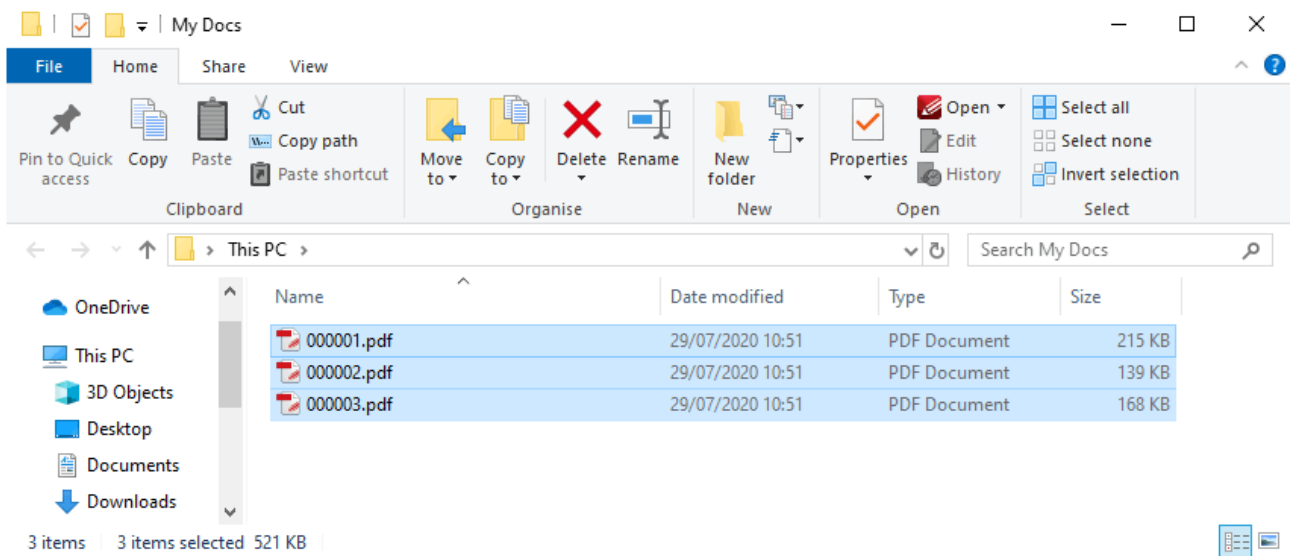 My Docs
File Home Share View
Pin to Quick access
Copy
Paste
Cut
Copy path
Paste shortcut
Clipboard
Move to
Copy to
Delete
Rename
Organise
New folder
New
Properties
Open
Edit
History
Open
Select all
Select none
Invert selection
Select
This PC
Search My Docs
OneDrive
This PC
3D Objects
Desktop
Documents
Downloads
Name Date modified Type Size
000001.pdf 29/07/2020 10:51 PDF Document 215 KB
000002.pdf 29/07/2020 10:51 PDF Document 139 KB
000003.pdf 29/07/2020 10:51 PDF Document 168 KB
3 items 3 items selected 521 KB